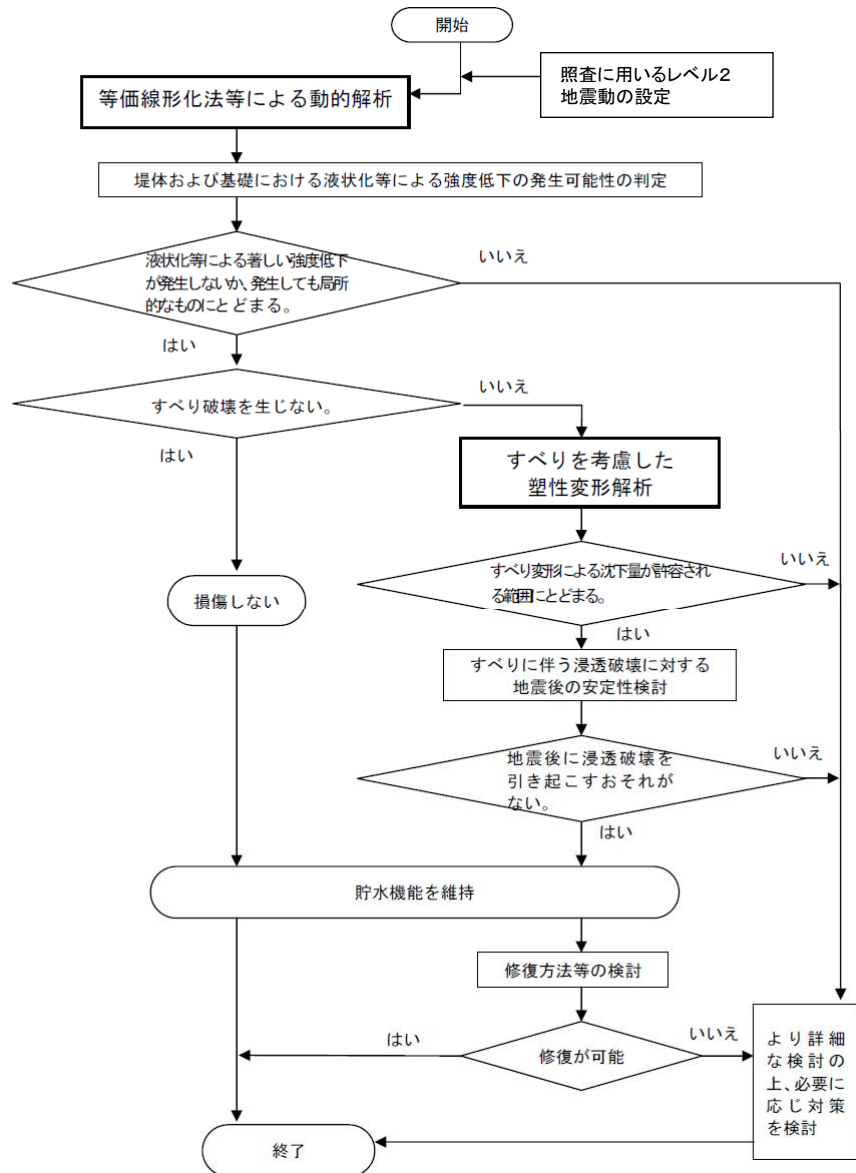 開始
照査に用いるレベル２
地震動の設定
等価線形化法等による動的解析
堤体および基礎における液状化等による強度低下の発生可能性の判定
液状化等による著しい強度低下
が発生しないか、発生しても局所
的なものにとどまる。
いいえ
はい
すべり破壊を生じない。
いいえ
はい
すべりを考慮した
塑性変形解析
すべり変形による沈下量が許容され
る範囲にとどまる。
いいえ
はい
損傷しない
すべりに伴う浸透破壊に対する
地震後の安定性検討
地震後に浸透破壊を
引き起こすおそれが
ない。
いいえ
はい
貯水機能を維持
修復方法等の検討
修復が可能
はい
いいえ
より詳細
な検討の
上、必要に
応じ対策
を検討
終了